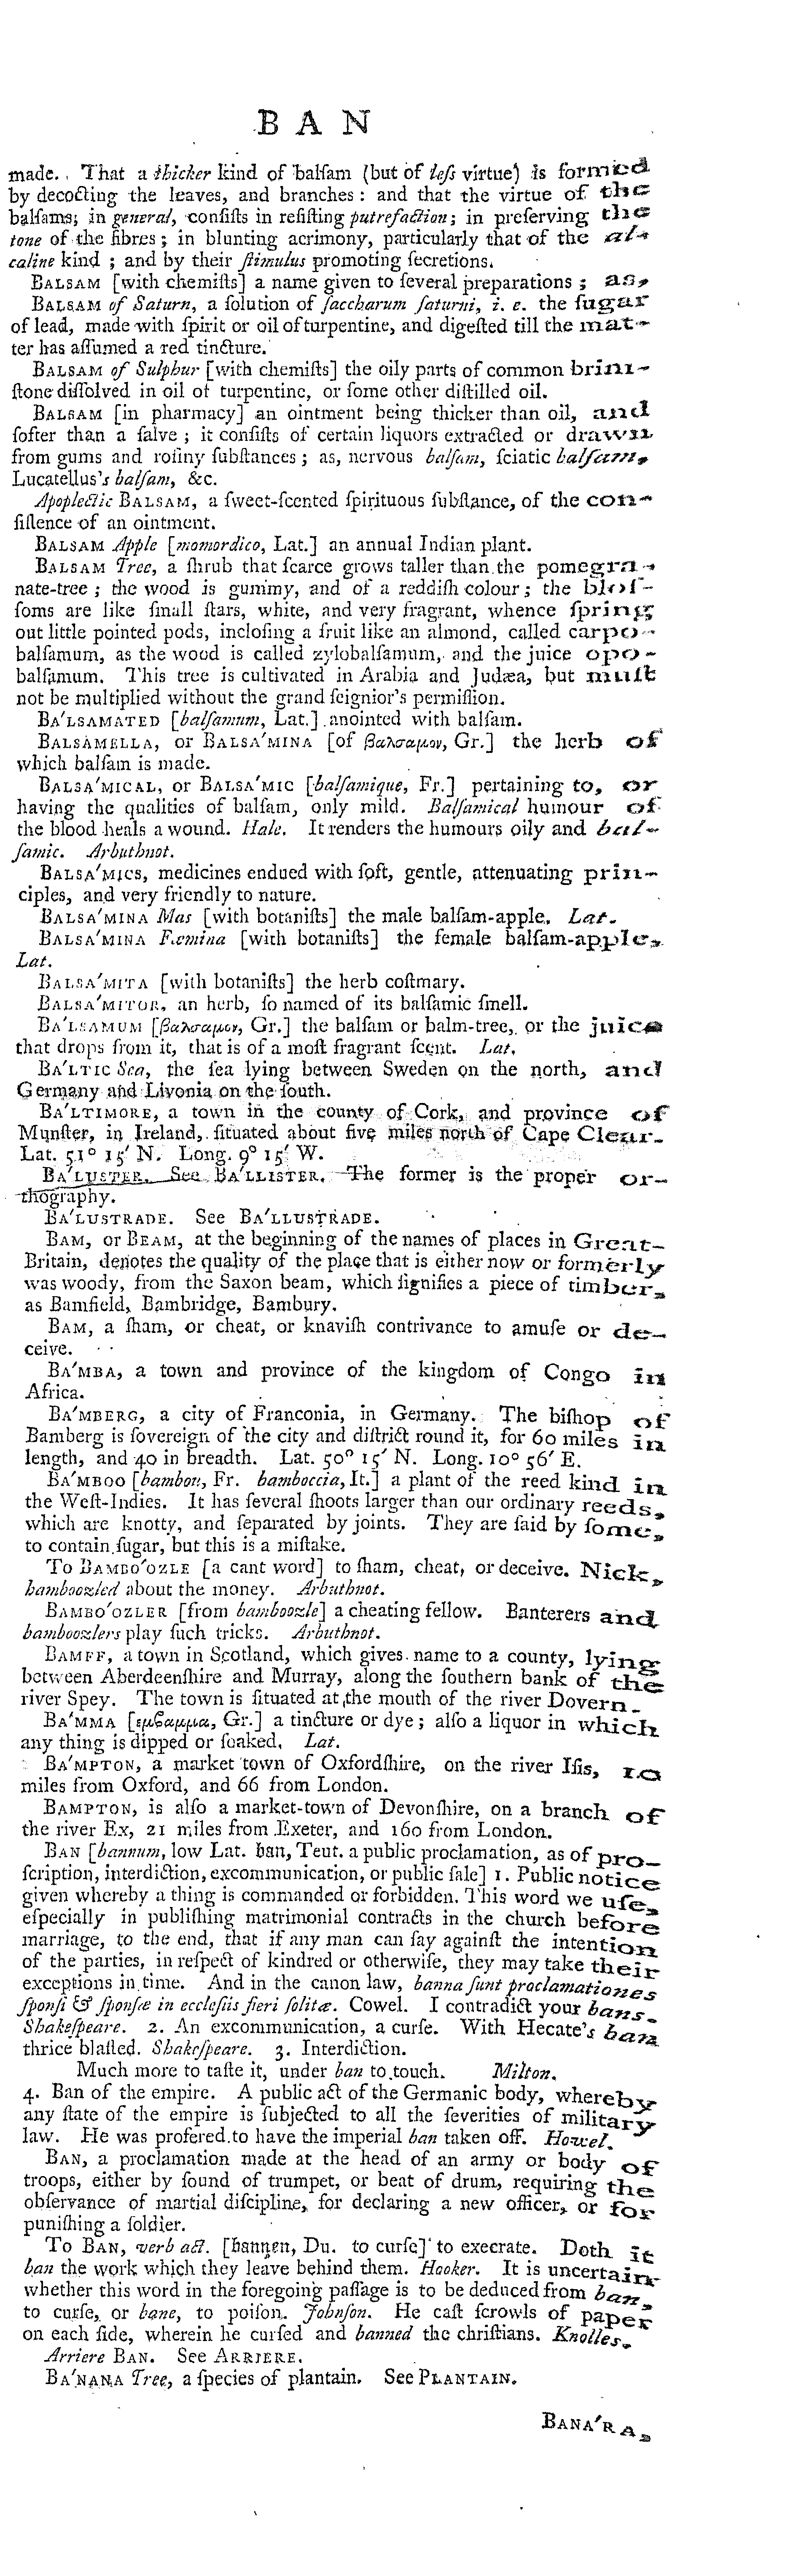 BAN
made. That a thicker kind of balſam (but of leſs virtue) is formed
by decocting the leaves, and branches: and that the virtue of the
balſams; in general, conſiſts in reſiſting putrefaction; in preſerving the
tone of the fibres; in blunting acrimony, particularly that of the al-
caline kind; and by their ſtimulus promoting ſecretions.
BALSAM [with chemiſts] a name given to ſeveral preparations; as,
BALSAM of Saturn, a ſolution of ſaccharum ſaturni, i. e. the ſugar
of lead, made with ſpirit or oil of turpentine, and digeſted till the mat-
ter has aſſumed a red tincture.
BALSAM of Sulphur [with chemiſts] the oily parts of common brim-
ſtone diſſolved in oil of turpentine, or ſome other diſtilled oil.
BALSAM [in pharmacy] an ointment being thicker than oil, and
ſofter than a ſalve; it conſiſts of certain liquors extracted or drawn
from gums and roſiny ſubſtances; as, nervous balſam, ſciatic balſam,
Lucatellus's balſam, &c.
Apoplectic BALSAM, a ſweet-ſcented ſpirituous ſubſtance, of the con-
ſiſtence of an ointment.
BALSAM Apple [momordico, Lat.] an annual Indian plant.
BALSAM Tree, a ſhrub that ſcarce grows taller than the pomegra-
nate-tree; the wood is gummy, and of a reddiſh colour; the bloſ-
ſoms are like ſmall ſtars, white, and very fragrant, whence ſpring
out little pointed pods, incloſing a fruit like an almond, called carpo-
balſamum, as the wood is called zylobalſamum, and the juice opo-
balſamum. This tree is cultivated in Arabia and Judæa, but muſt
not be multiplied without the grand ſeignior's permiſſion.
BA'LSAMATED [balſamum, Lat.] anointed with balſam.
BALSAMELLA, or BALSA'MINA [of βαλσαμον, Gr.] the herb of
which balſam is made.
BALSA'MICAL, or BALSA'MIC [balſamique, Fr.] pertaining to, or
having the qualities of balſam, only mild. Balſamical humour of
the blood heals a wound. Hale. It renders the humours oily and bal-
ſamic. Arbuthnot.
BALSA'MICS, medicines endued with ſoft, gentle, attenuating prin-
ciples, and very friendly to nature.
BALSA'MINA Mas [with botaniſts] the male balſam-apple. Lat.
BALSA'MINA Fœmina [with botaniſts] the female balſam-apple,
Lat.
BALSA'MITA [with botaniſts] the herb coſtmary.
BALSA'MITOR, an herb, ſo named of its balſamic ſmell.
BA'LSAMUM [βαλσαμον, Gr.] the balſam or balm-tree, or the juice
that drops from it, that is of a moſt fragrant ſcent. Lat.
BA'LTIC Sea, the ſea lying between Sweden on the north, and
Germany and Livonia on the ſouth.
BA'LTIMORE, a town in the county of Cork, and province of
Munſter, in Ireland, ſituated about five miles north of Cape Clear.
Lat. 51° 15' N. Long. 9° 15' W.
BA'LUSTER. See BA'LLISTER. The former is the proper or-
thography.
BA'LUSTRADE. See BA'LLUSTRADE.
BAM, or BEAM, at the beginning of the names of places in Great-
Britain, denotes the quality of the place that is either now or formerly
was woody, from the Saxon beam, which ſignifies a piece of timber,
as Bamfield, Bambridge, Bambury.
BAM, a ſham, or cheat, or knaviſh contrivance to amuſe or de-
ceive.
BA'MBA, a town and province of the kingdom of Congo in
Africa.
BA'MBERG, a city of Franconia, in Germany. The biſhop of
Bamberg is ſovereign of the city and diſtrict round it, for 60 miles in
length, and 40 in breadth. Lat. 50° 15' N. Long. 10° 56' E.
BA'MBOO [bambou, Fr. bamboccia, It.] a plant of the reed kind in
the Weſt-Indies. It has ſeveral ſhoots larger than our ordinary reeds,
which are knotty, and ſeparated by joints. They are ſaid by ſome,
to contain ſugar, but this is a miſtake.
To BAMBO'OZLE [a cant word] to ſham, cheat, or deceive. Nick,
bamboozled about the money. Arbuthnot.
BAMBO'OZLER [from bamboozle] a cheating fellow. Banterers and
bamboozlers play ſuch tricks. Arbuthnot.
BAMFF, a town in Scotland, which gives name to a county, lying
between Aberdeenſhire and Murray, along the ſouthern bank of the
river Spey. The town is ſituated at the mouth of the river Dovern.
BA'MMA [εμβαμμα, Gr.] a tincture or dye; alſo a liquor in which
any thing is dipped or ſoaked. Lat.
BA'MPTON, a market town of Oxfordſhire, on the river Iſis, 10
miles from Oxford, and 66 from London.
BAMPTON, is alſo a market-town of Devonſhire, on a branch of
the river Ex, 21 miles from Exeter, and 160 from London.
BAN [bannum, low Lat. ban, Teut. a public proclamation, as of pro-
ſcription, interdiction, excommunication, or public ſale] 1. Public notice
given whereby a thing is commanded or forbidden. This word we uſe,
eſpecially in publiſhing matrimonial contracts in the church before
marriage, to the end, that if any man can ſay againſt the intention
of the parties, in reſpect of kindred or otherwiſe, they may take their
exceptions in time. And in the canon law, banna ſunt proclamationes
ſponſi & ſponſæ in eccleſiis fieri ſolitæ. Cowel. I contradict your bans.
Shakeſpeare. 2. An excommunication, a curſe. With Hecate's ban
thrice blaſted. Shakeſpeare. 3. Interdiction.
Much more to taſte it, under ban to touch. Milton.
4. Ban of the empire. A public act of the Germanic body, whereby
any ſtate of the empire is ſubjected to all the ſeverities of military
law. He was profered to have the imperial ban taken off. Howel.
BAN, a proclamation made at the head of an army or body of
troops, either by ſound of trumpet, or beat of drum, requiring the
obſervance of martial diſcipline, for declaring a new officer, or for
puniſhing a ſoldier.
To BAN, verb act. [bannen, Du. to curſe] to execrate. Doth it
ban the work which they leave behind them. Hooker. It is uncertain
whether this word in the foregoing paſſage is to be deduced from ban,
to curſe, or bane, to poiſon. Johnſon. He caſt ſcrowls of paper
on each ſide, wherein he curſed and banned the chriſtians. Knolles.
Arriere BAN. See ARRIERE.
BA'NANA Tree, a ſpecies of plantain. See PLANTAIN.
BANA'RA,